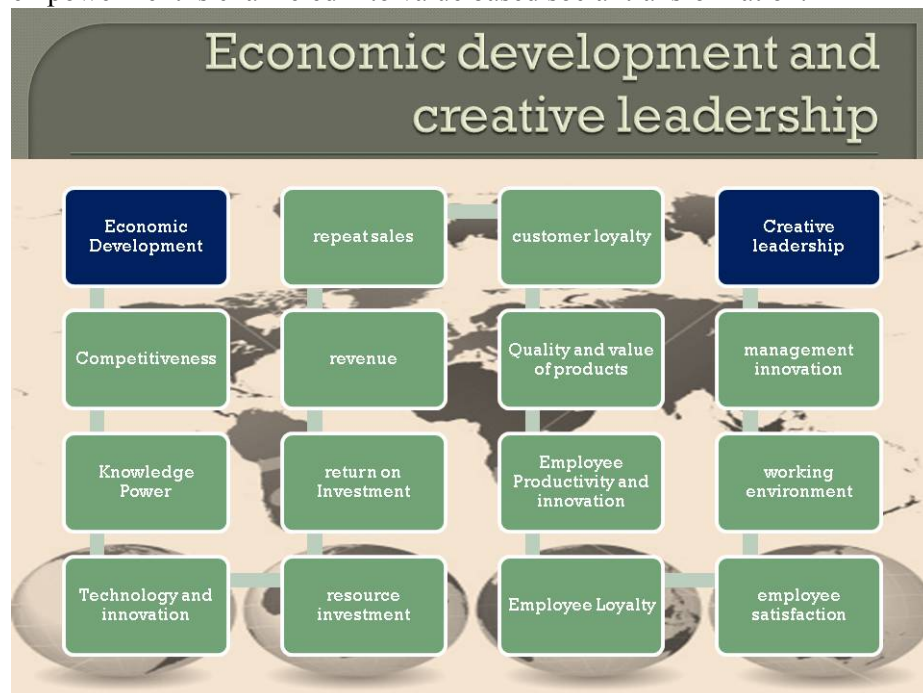 Economic development and
creative leadership
Economic
Development
repeat sales
customer loyalty
Creative
leadership
Competitiveness
revenue
Quality and value
of products
management
innovation
Knowledge
Power
return on
Investment
Employee
Productivity and
innovation
working
environment
Technology and
innovation
resource
investment
Employee Loyalty
employee
satisfaction